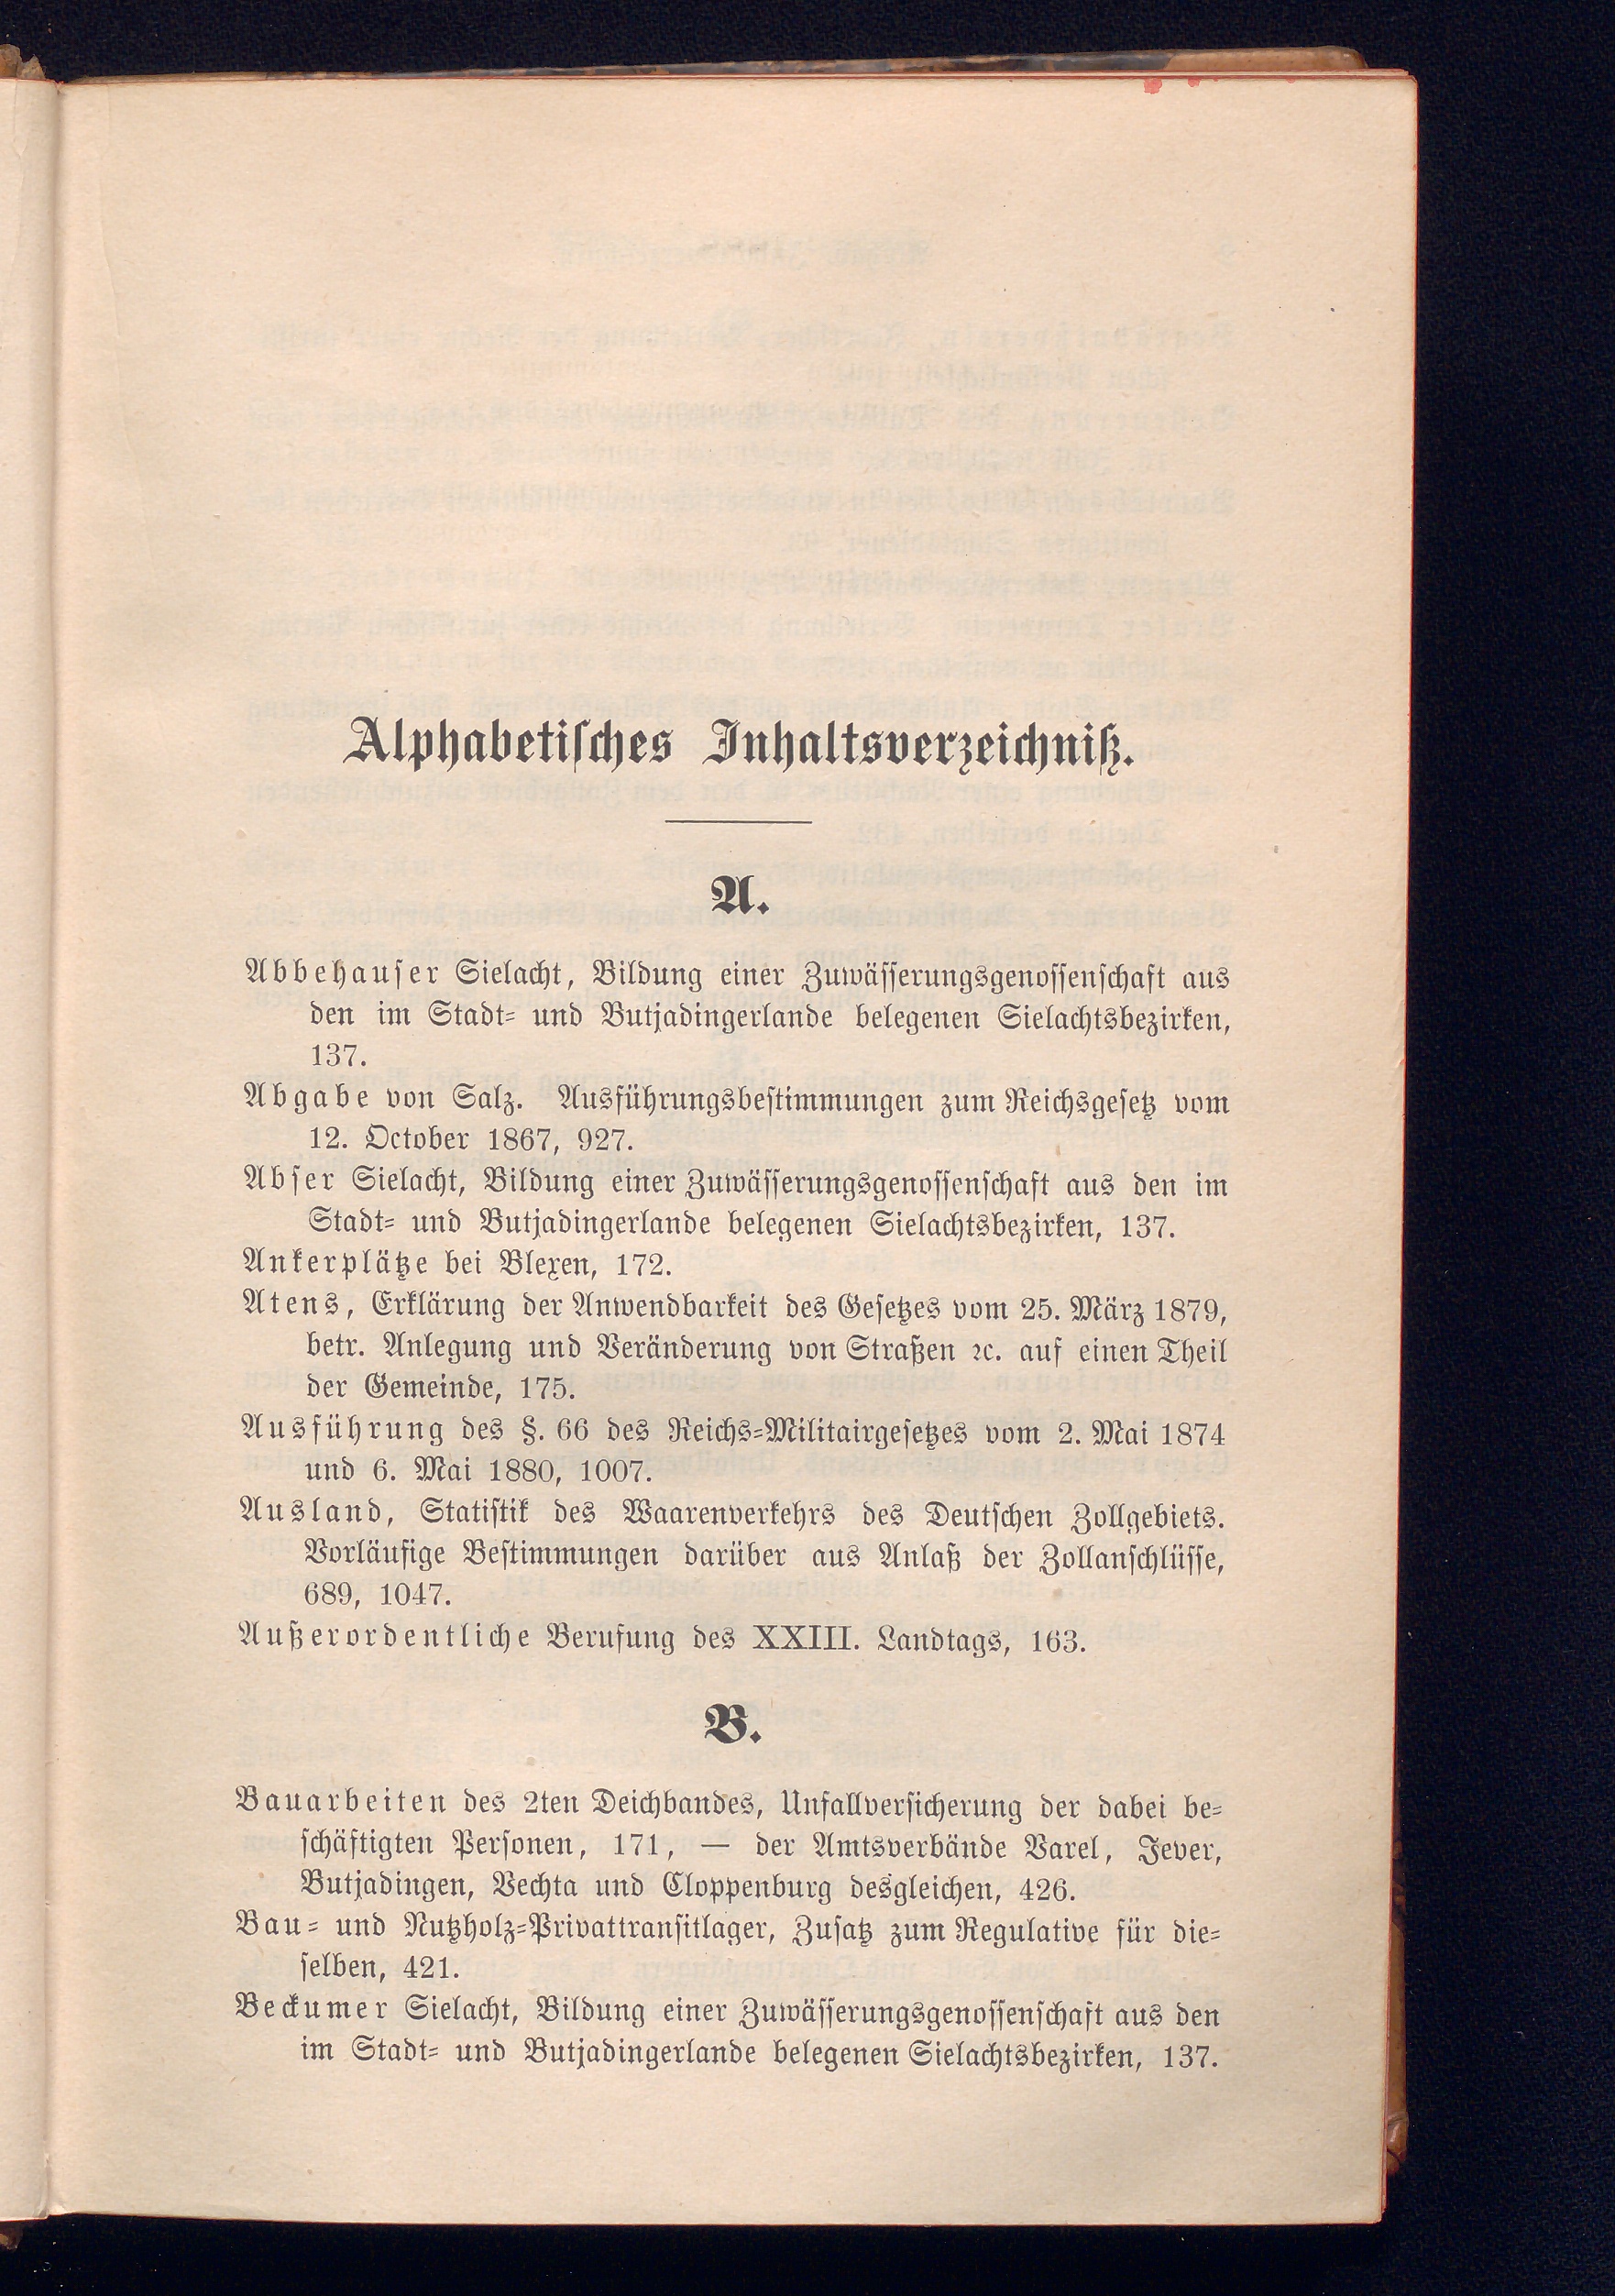 Alphabetisches Inhaltsverzeichniß.
A.
Abbehauser Sielacht, Bildung einer Zuwässerungsgenossenschaft aus
den im Stadt- und Butjadingerlande belegenen Sielachtsbezirken,
137.
Abgabe von Salz. Ausführungsbestimmungen zum Reichsgesetz vom
12. October 1867, 927.
Abser Sielacht, Bildung einer Zuwässerungsgenossenschaft aus den im
Stadt- und Butjadingerlande belegenen Sielachtsbezirken, 137.
Ankerplätze bei Blexen, 172.
Atens, Erklärung der Anwendbarkeit des Gesetzes vom 25. März 1879,
betr. Anlegung und Veränderung von Straßen ꝛc. auf einen Theil
der Gemeinde, 175.
Ausführung des §. 66 des Reichs-Militairgesetzes vom 2. Mai 1874
und 6. Mai 1880, 1007.
Ausland, Statistik des Waarenverkehrs des Deutschen Zollgebiets.
Vorläufige Bestimmungen darüber aus Anlaß der Zollanschlüsse,
689, 1047.
Außerordentliche Berufung des XXIII. Landtags, 163.
B.
Bauarbeiten des 2ten Deichbandes, Unfallversicherung der dabei be-
schäftigten Personen, 171, — der Amtsverbände Varel, Jever,
Butjadingen, Vechta und Cloppenburg desgleichen, 426.
Bau- und Nutzholz-Privattransitlager, Zusatz zum Regulative für die-
selben, 421.
Beckumer Sielacht, Bildung einer Zuwässerungsgenossenschaft aus den
im Stadt- und Butjadingerlande belegenen Sielachtsbezirken, 137.